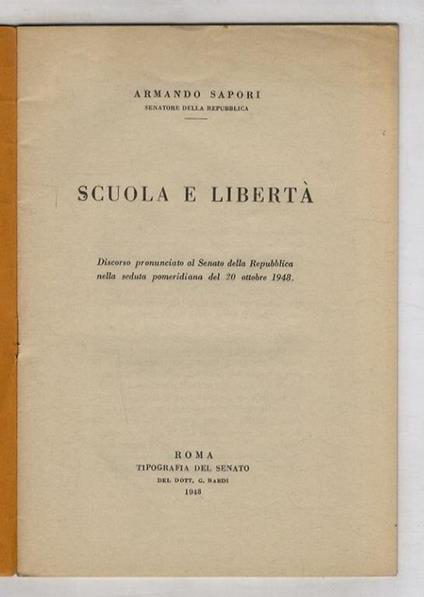 ARMANDO SAPORI
SENATORE DELLA REPUBBLICA
SCUOLA E LIBERTÀ
Discorso pronunciato al Senato della Repubblica
nella seduta pomeridiana del 20 ottobre 1948.
ROMA
TIPOGRAFIA DEL SENATO
DEL DOTT. G. BARDI
1948